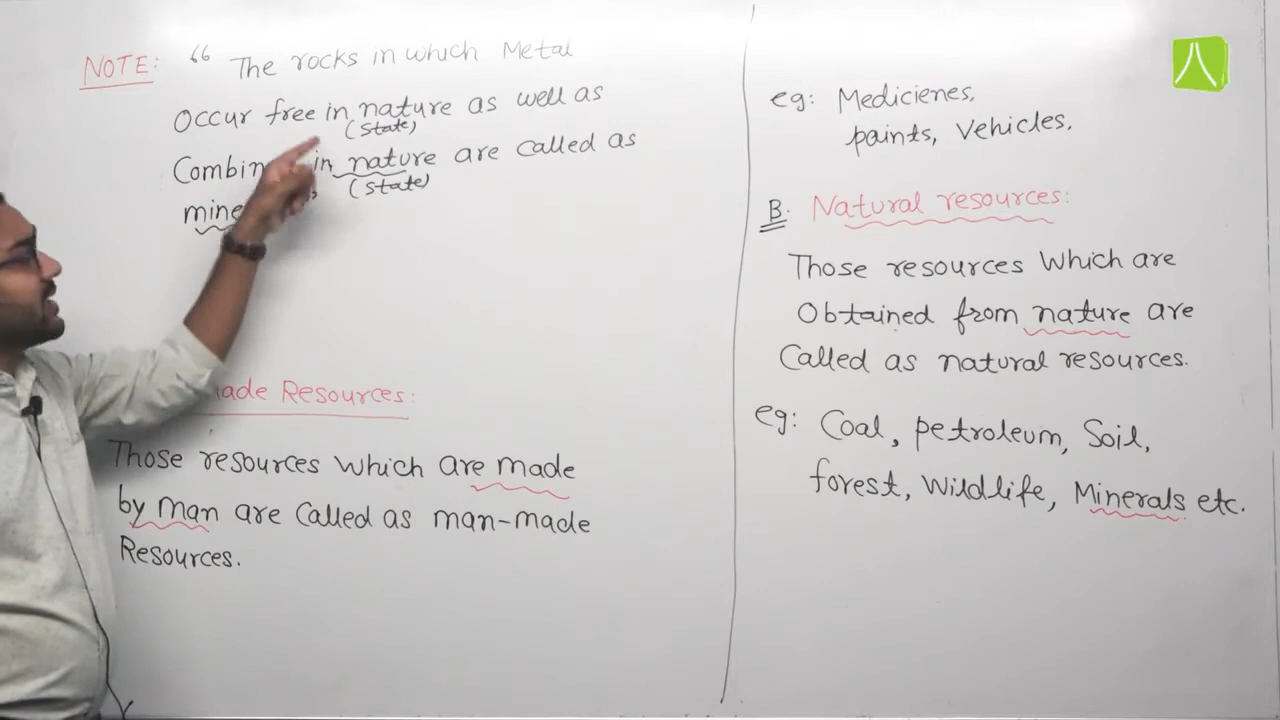 NOTE: “ The rocks in which Metal
Occur free in nature as well as
(state)
in nature are called as
(state)
made Resources:
Those resources which are made
by man are called as man-made
Resources.
eg: Medicienes,
paints, Vehicles.
B. Natural resources:
Those resources which are
Obtained from nature are
Called as natural resources.
eg: Coal, petroleum, Soil,
forest, Wildlife, Minerals etc.